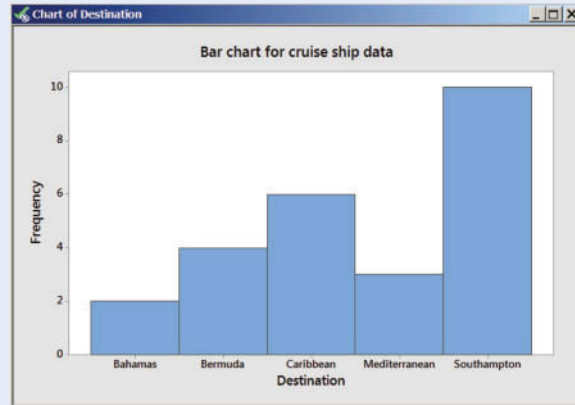 Chart of Destination
Bar chart for cruise ship data
10
8
6
4
2
0
Frequency
Bahamas Bermuda Caribbean Mediterranean Southampton
Destination